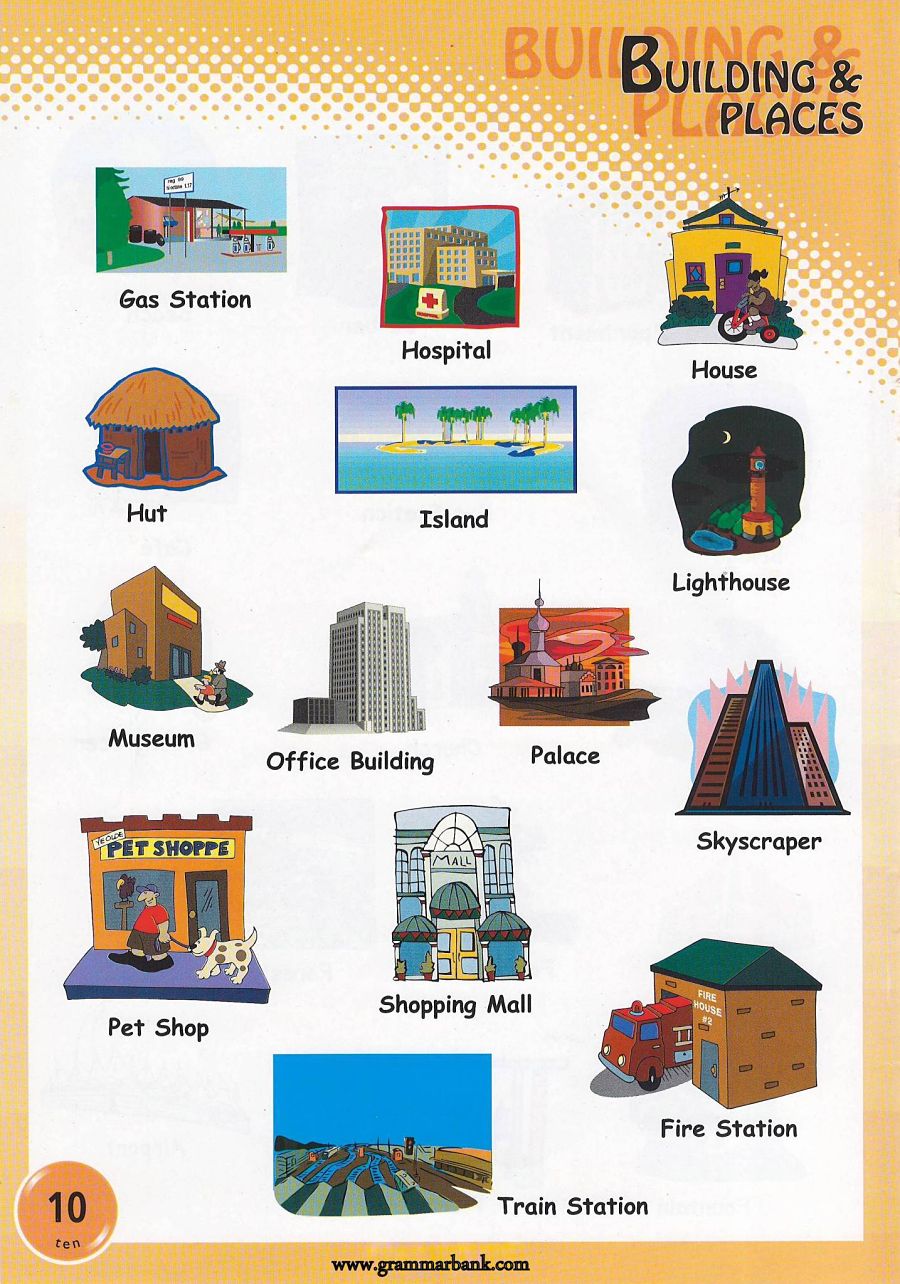 BUILDING &
PLACES
Gas Station
Hospital
House
Hut
Island
Lighthouse
Museum
Office Building
Palace
Skyscraper
YE OLDE
PET SHOPPE
Pet Shop
MALL
Shopping Mall
FIRE
HOUSE
#2
Fire Station
Train Station
10
ten
www.grammarbank.com